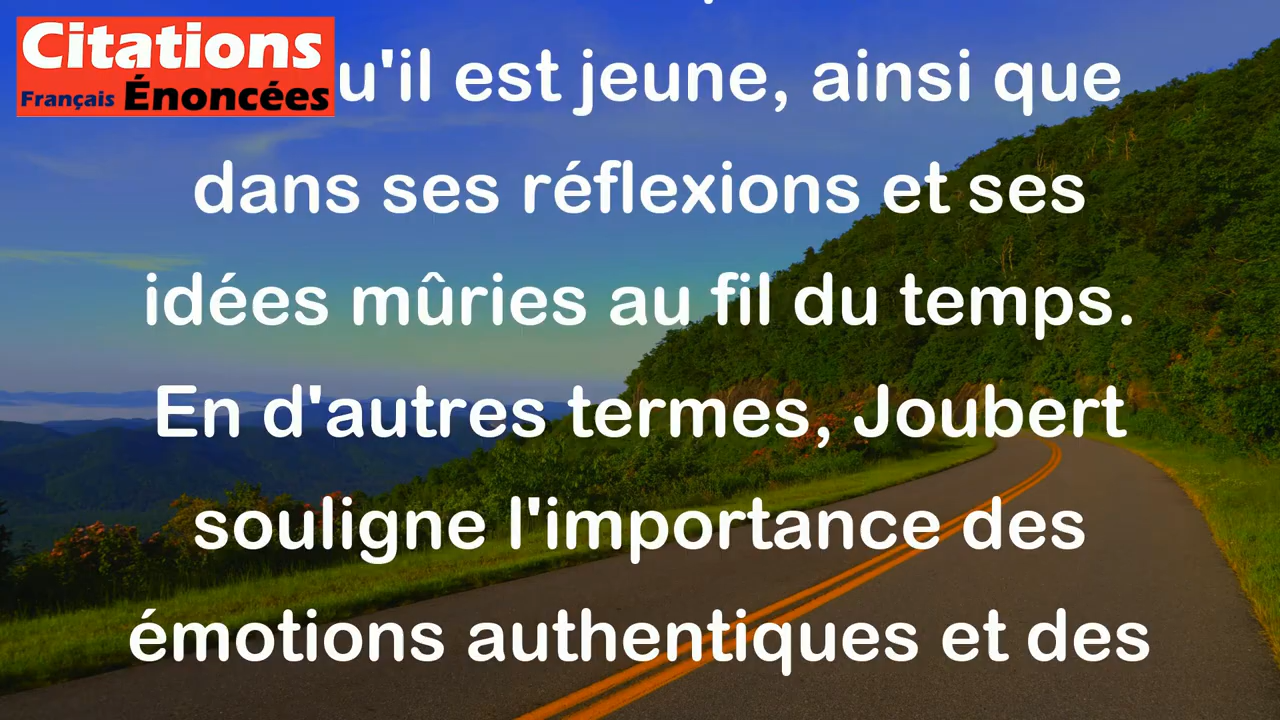 Citations
Français Énoncées
u'il est jeune, ainsi que
dans ses réflexions et ses
idées mûries au fil du temps.
En d'autres termes, Joubert
souligne l'importance des
émotions authentiques et des